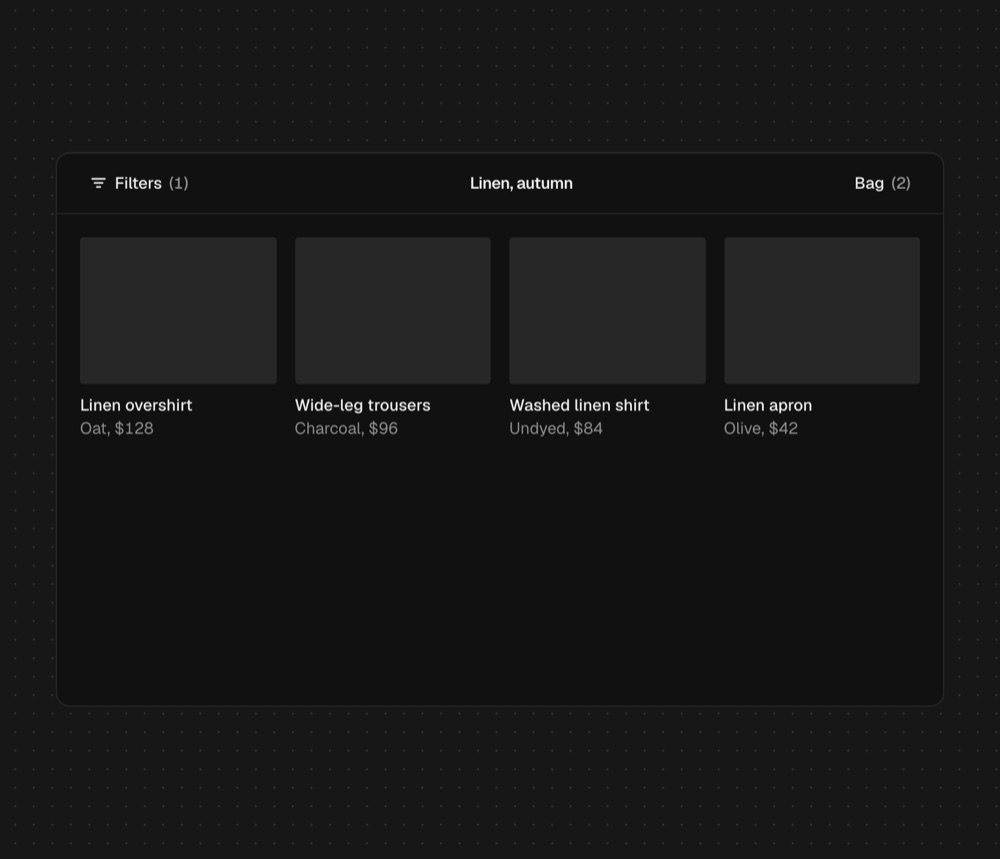 Filters (1)
Linen, autumn
Bag (2)
Linen overshirt
Oat, $128
Wide-leg trousers
Charcoal, $96
Washed linen shirt
Undyed, $84
Linen apron
Olive, $42